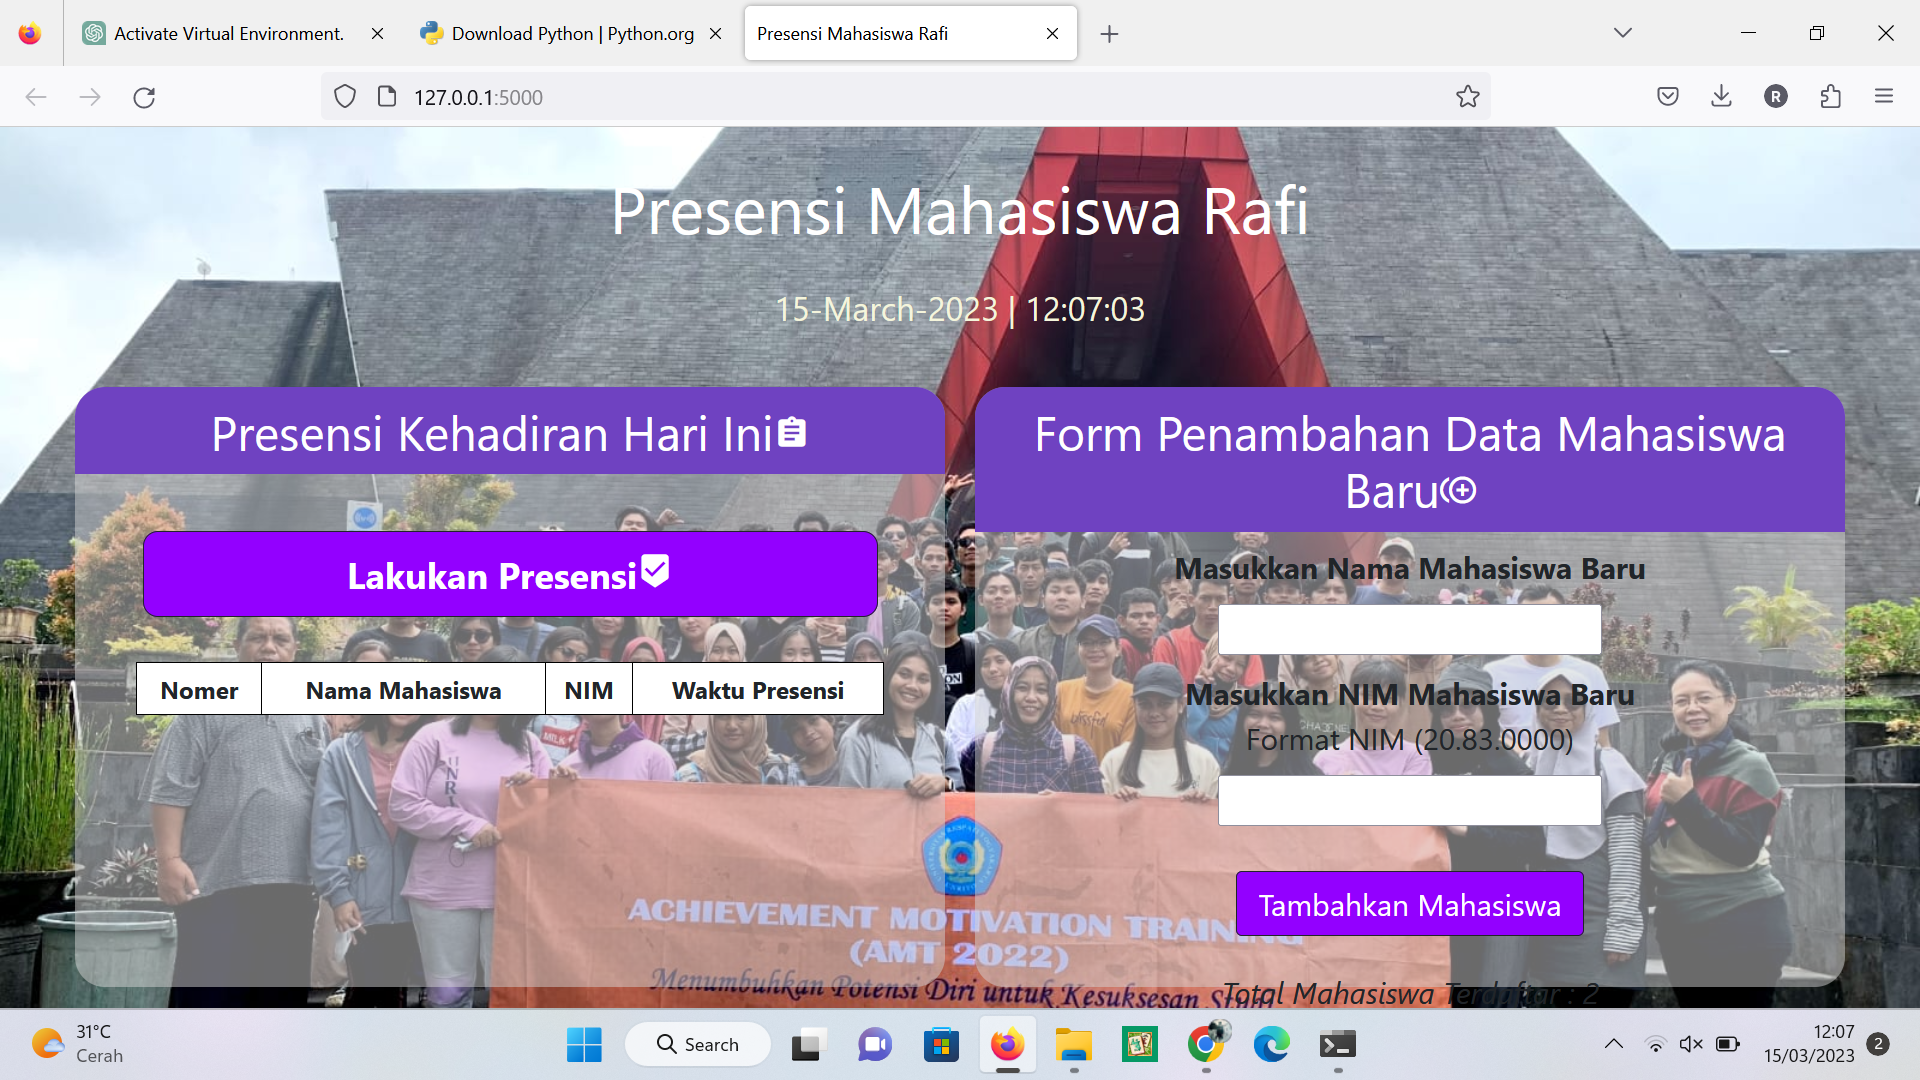 Activate Virtual Environment.
Download Python | Python.org
Presensi Mahasiswa Rafi
127.0.0.1:5000
R
Presensi Mahasiswa Rafi
15-March-2023 | 12:07:03
Presensi Kehadiran Hari Ini
Lakukan Presensi
Nomer Nama Mahasiswa NIM Waktu Presensi
Form Penambahan Data Mahasiswa
Baru
Masukkan Nama Mahasiswa Baru
Masukkan NIM Mahasiswa Baru
Format NIM (20.83.0000)
Tambahkan Mahasiswa
Total Mahasiswa Terdaftar : 2
ACHIEVEMENT MOTIVATION TRAINING
(AMT 2022)
Menumbuhkan Potensi Diri untuk Kesuksesan
31°C
Cerah
Search
12:07
15/03/2023
2